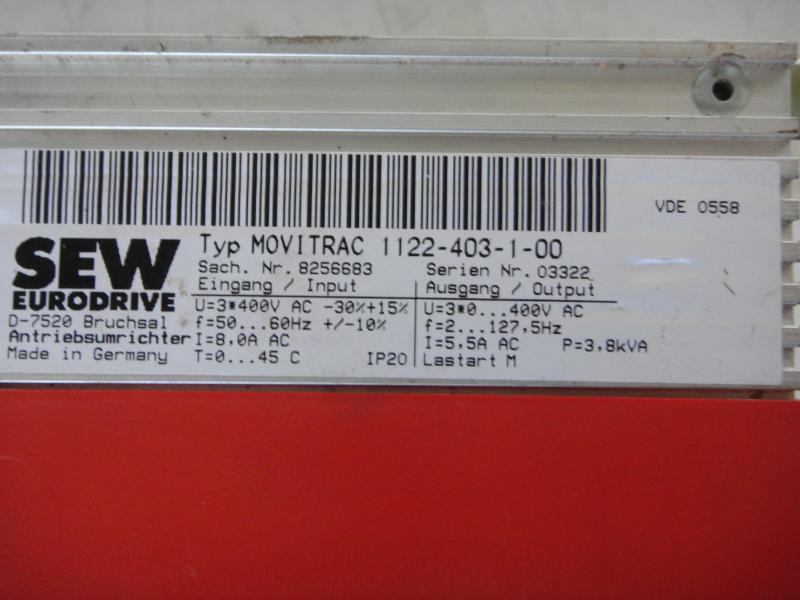 VDE 0558
SEW
EURODRIVE
D-7520 Bruchsal
Antriebsumrichter
Made in Germany
Typ MOVITRAC 1122-403-1-00
Sach. Nr. 8256683
Serien Nr. 03322
Eingang / Input
U=3*400V AC -30%+15%
f=50...60Hz +/-10%
I=8,0A AC
T=0...45 C IP20
Ausgang / Output
U=3*0...400V AC
f=2...127,5Hz
I=5,5A AC P=3,8kVA
Lastart M